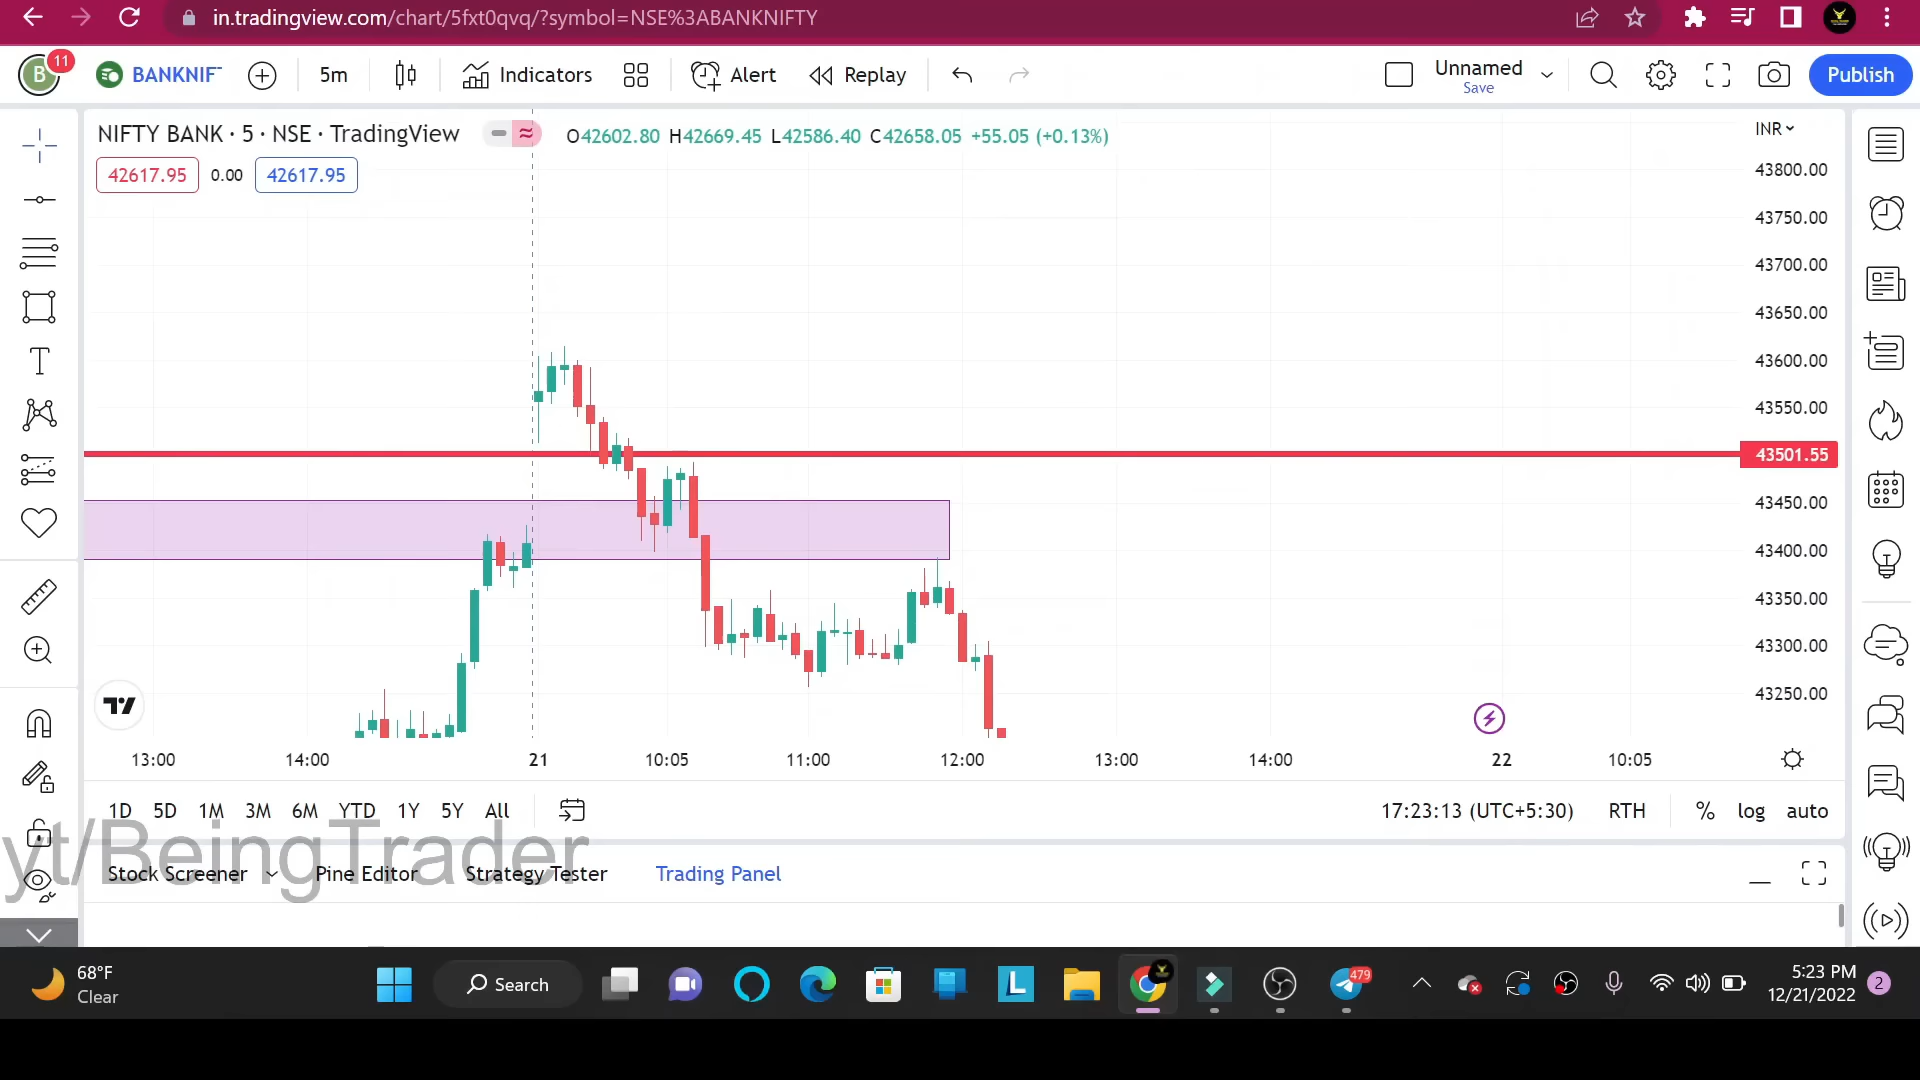 in.tradingview.com/chart/5fxt0qvq/?symbol=NSE%3ABANKNIFTY
B
11
BANKNIF
5m
Indicators
Alert
Replay
Unnamed
Save
Publish
NIFTY BANK · 5 · NSE · TradingView
O42602.80 H42669.45 L42586.40 C42658.05 +55.05 (+0.13%)
INR
42617.95 0.00 42617.95
43800.00
43750.00
43700.00
43650.00
43600.00
43550.00
43501.55
43450.00
43400.00
43350.00
43300.00
43250.00
13:00 14:00 21 10:05 11:00 12:00 13:00 14:00 22 10:05
1D 5D 1M 3M 6M YTD 1Y 5Y All
17:23:13 (UTC+5:30) RTH % log auto
yt/BeingTrader
Stock Screener Pine Editor Strategy Tester Trading Panel
68°F
Clear
Search
L
479
5:23 PM
12/21/2022
2